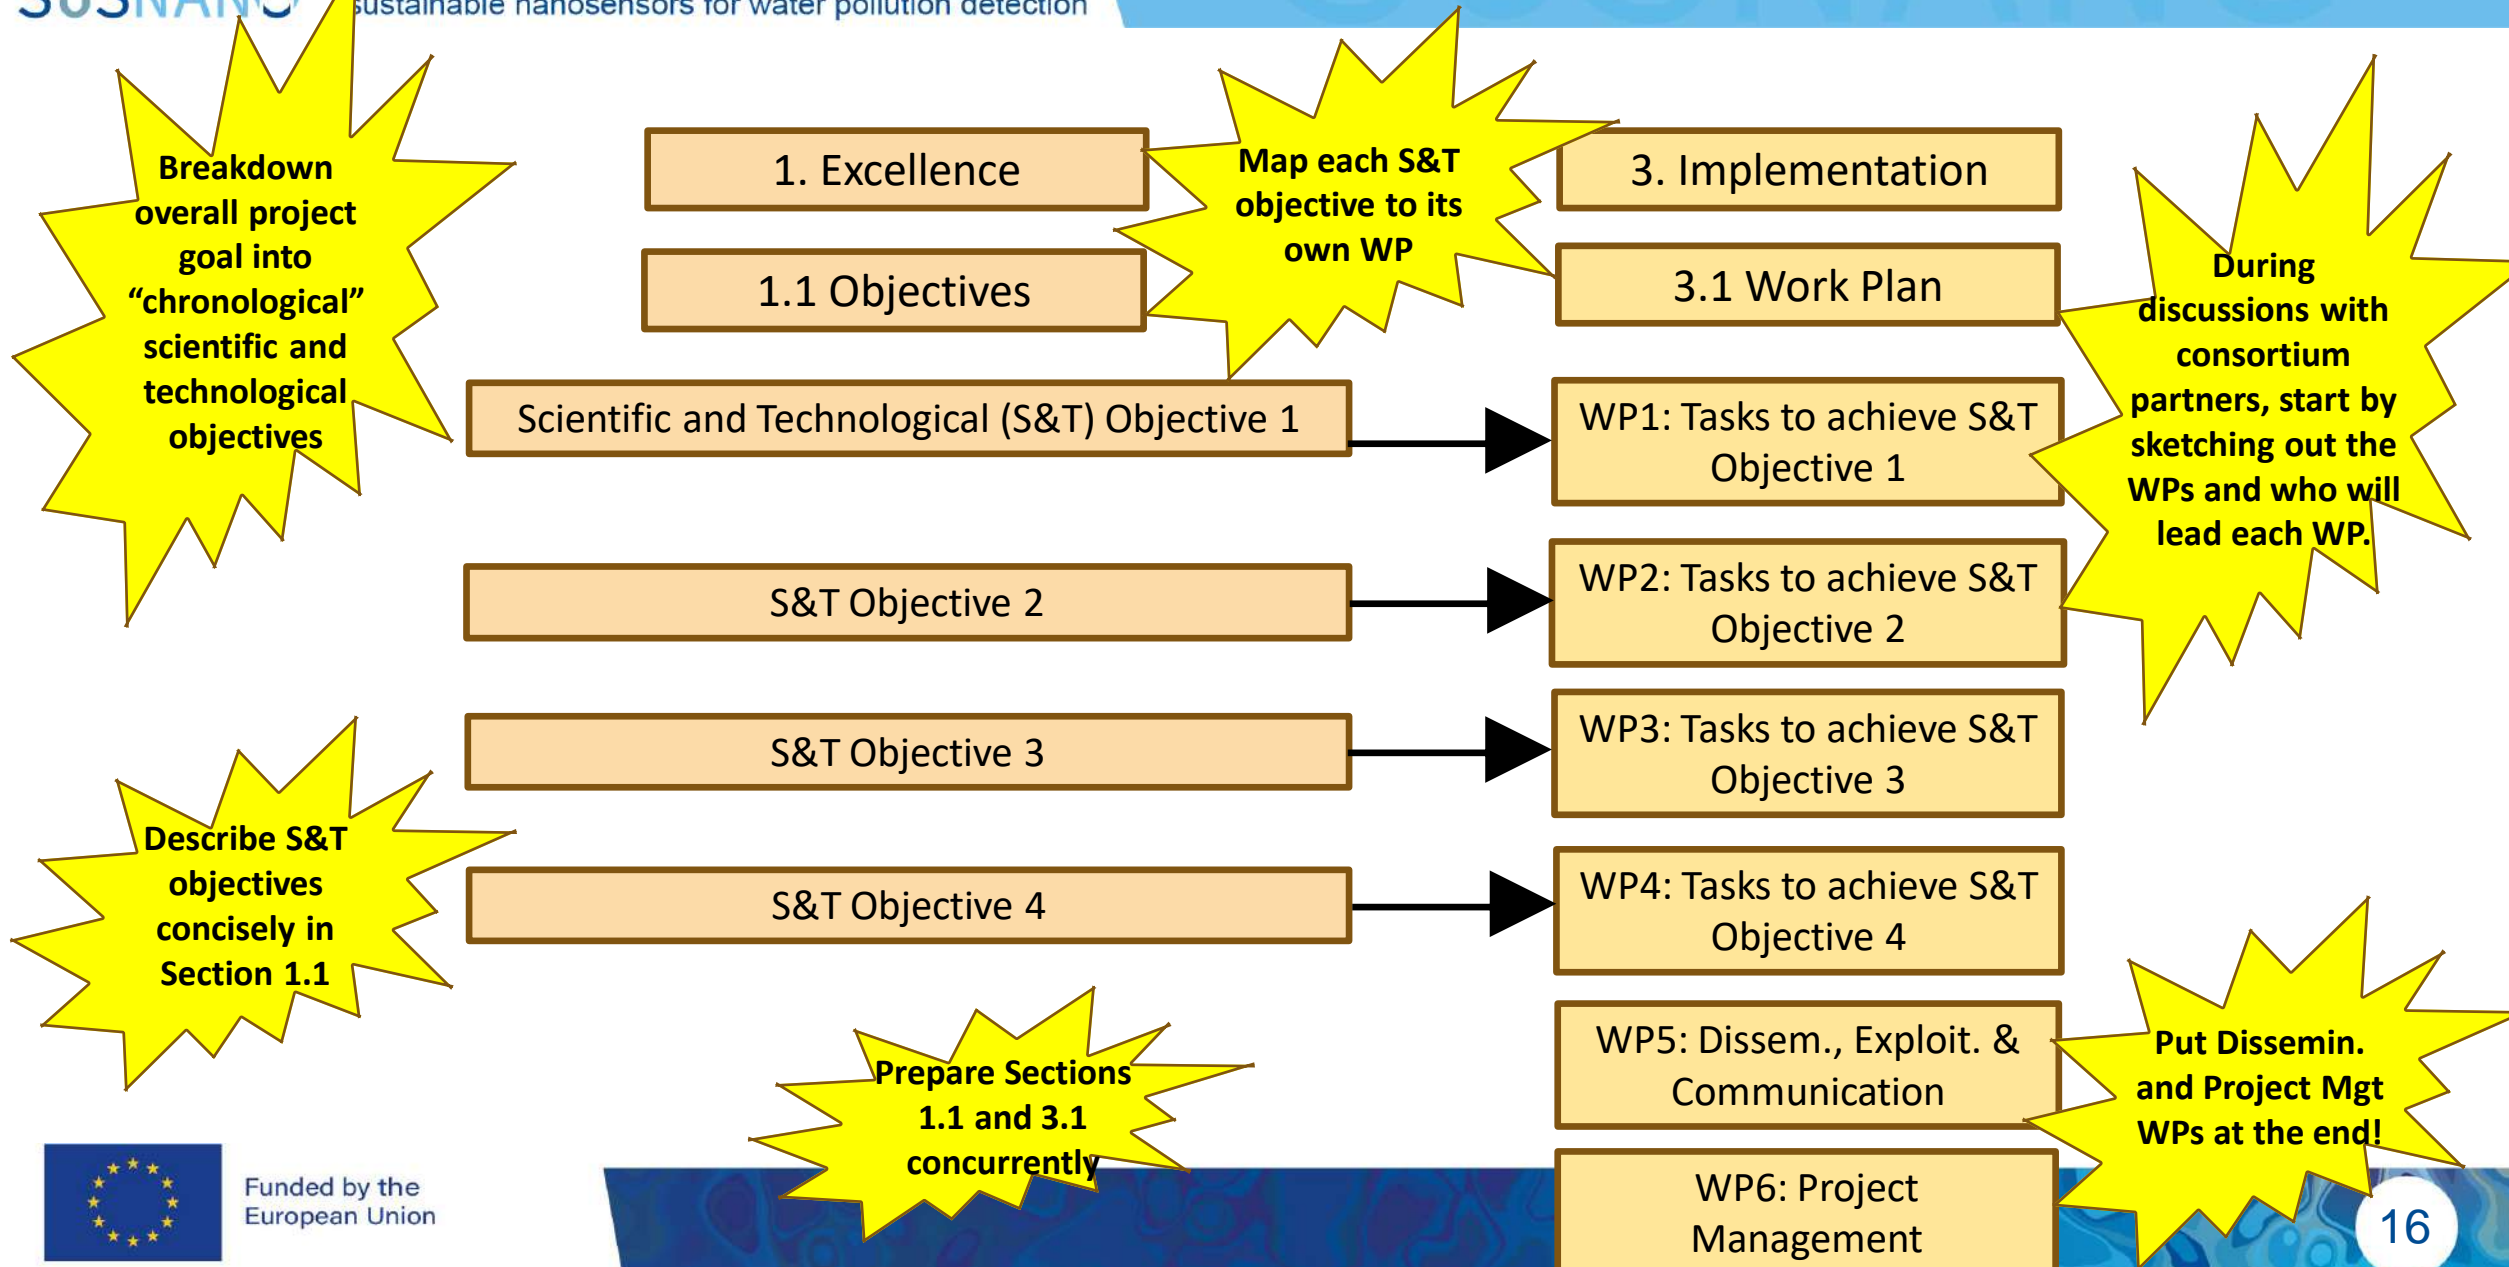 SUSNANO
sustainable nanosensors for water pollution detection
Breakdown
overall project
goal into
“chronological”
scientific and
technological
objectives
1. Excellence
1.1 Objectives
Map each S&T
objective to its
own WP
3. Implementation
3.1 Work Plan
During
discussions with
consortium
partners, start by
sketching out the
WPs and who will
lead each WP.
Scientific and Technological (S&T) Objective 1
WP1: Tasks to achieve S&T
Objective 1
S&T Objective 2
WP2: Tasks to achieve S&T
Objective 2
S&T Objective 3
WP3: Tasks to achieve S&T
Objective 3
Describe S&T
objectives
concisely in
Section 1.1
S&T Objective 4
WP4: Tasks to achieve S&T
Objective 4
Prepare Sections
1.1 and 3.1
concurrently
WP5: Dissem., Exploit. &
Communication
Put Dissemin.
and Project Mgt
WPs at the end!
WP6: Project
Management
Funded by the
European Union
16